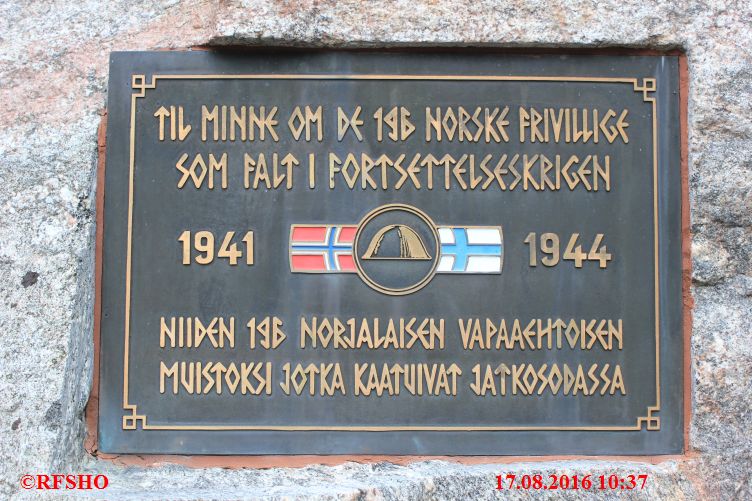 TIL MINNE OM DE 196 NORSKE FRIVILLIGE
SOM FALT I FORTSETTELSESKRIGEN
1941 1944
NIIDEN 196 NORJALAISEN VAPAAEHTOISEN
MUISTOKSI JOTKA KAATUIVAT JATKOSODASSA
©RFSHO 17.08.2016 10:37